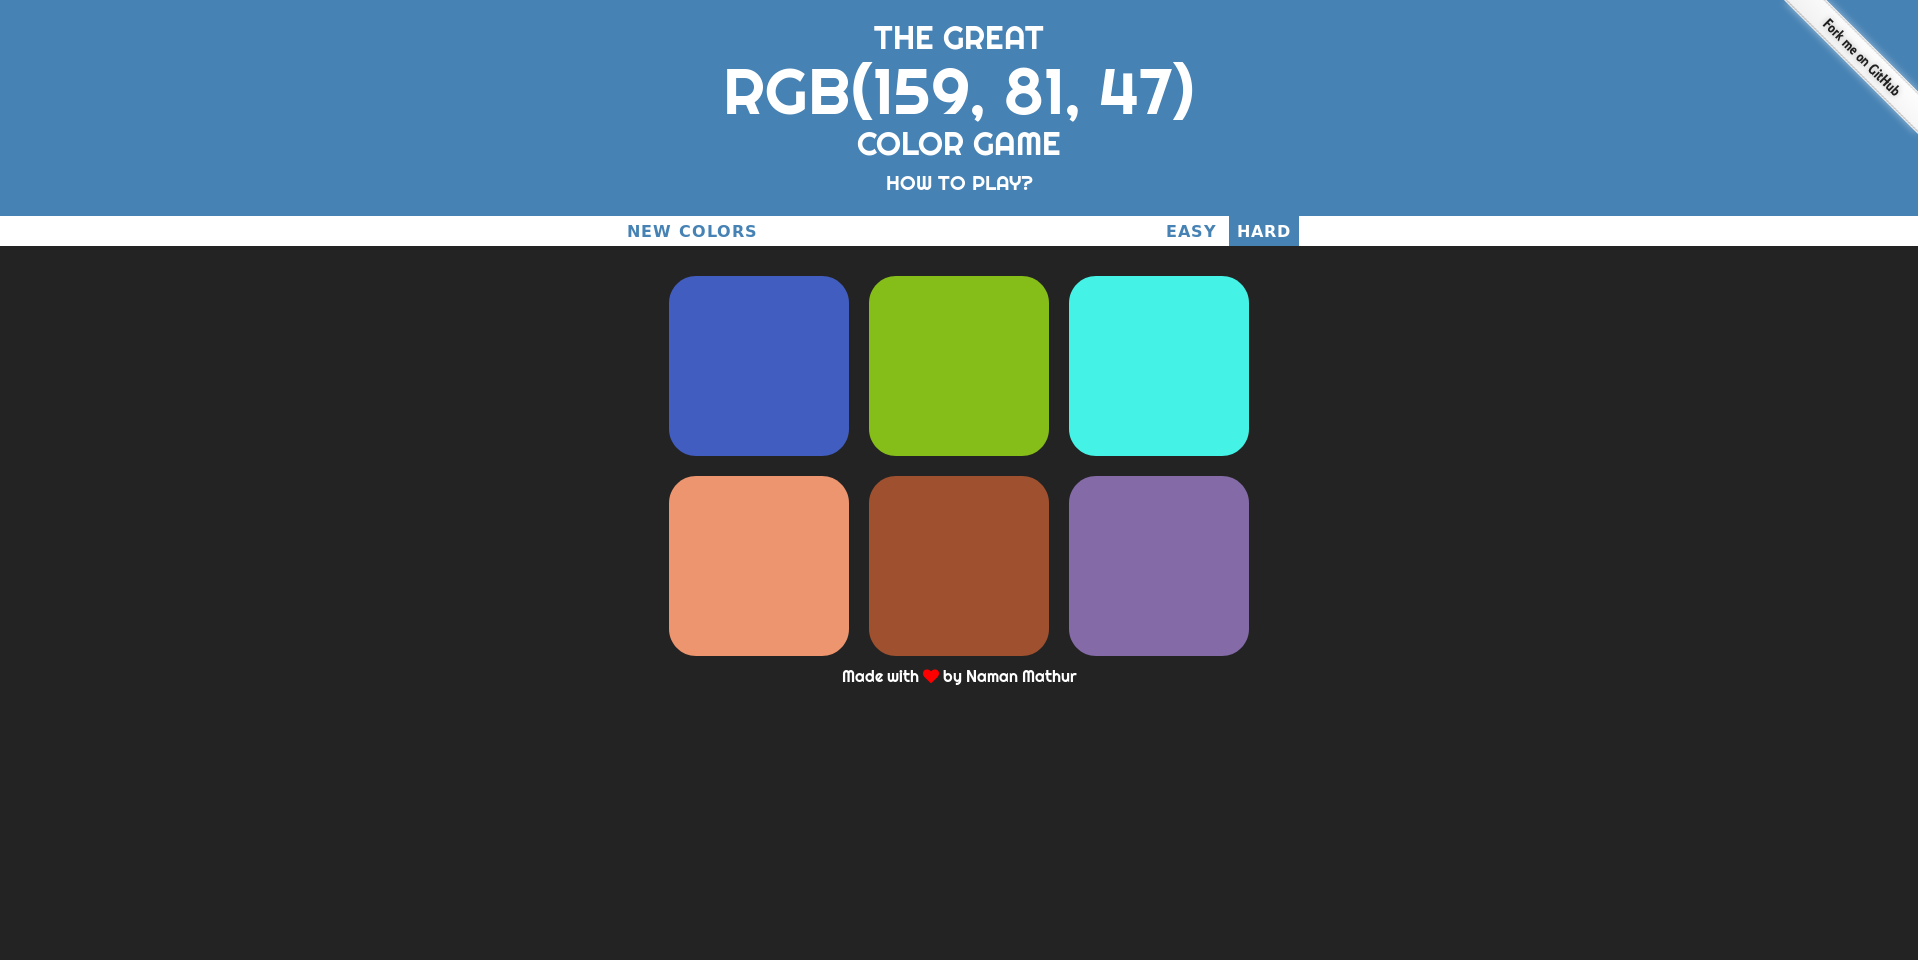 THE GREAT
RGB(159, 81, 47)
COLOR GAME
HOW TO PLAY?
Fork me on GitHub
NEW COLORS EASY HARD
Made with ❤ by Naman Mathur